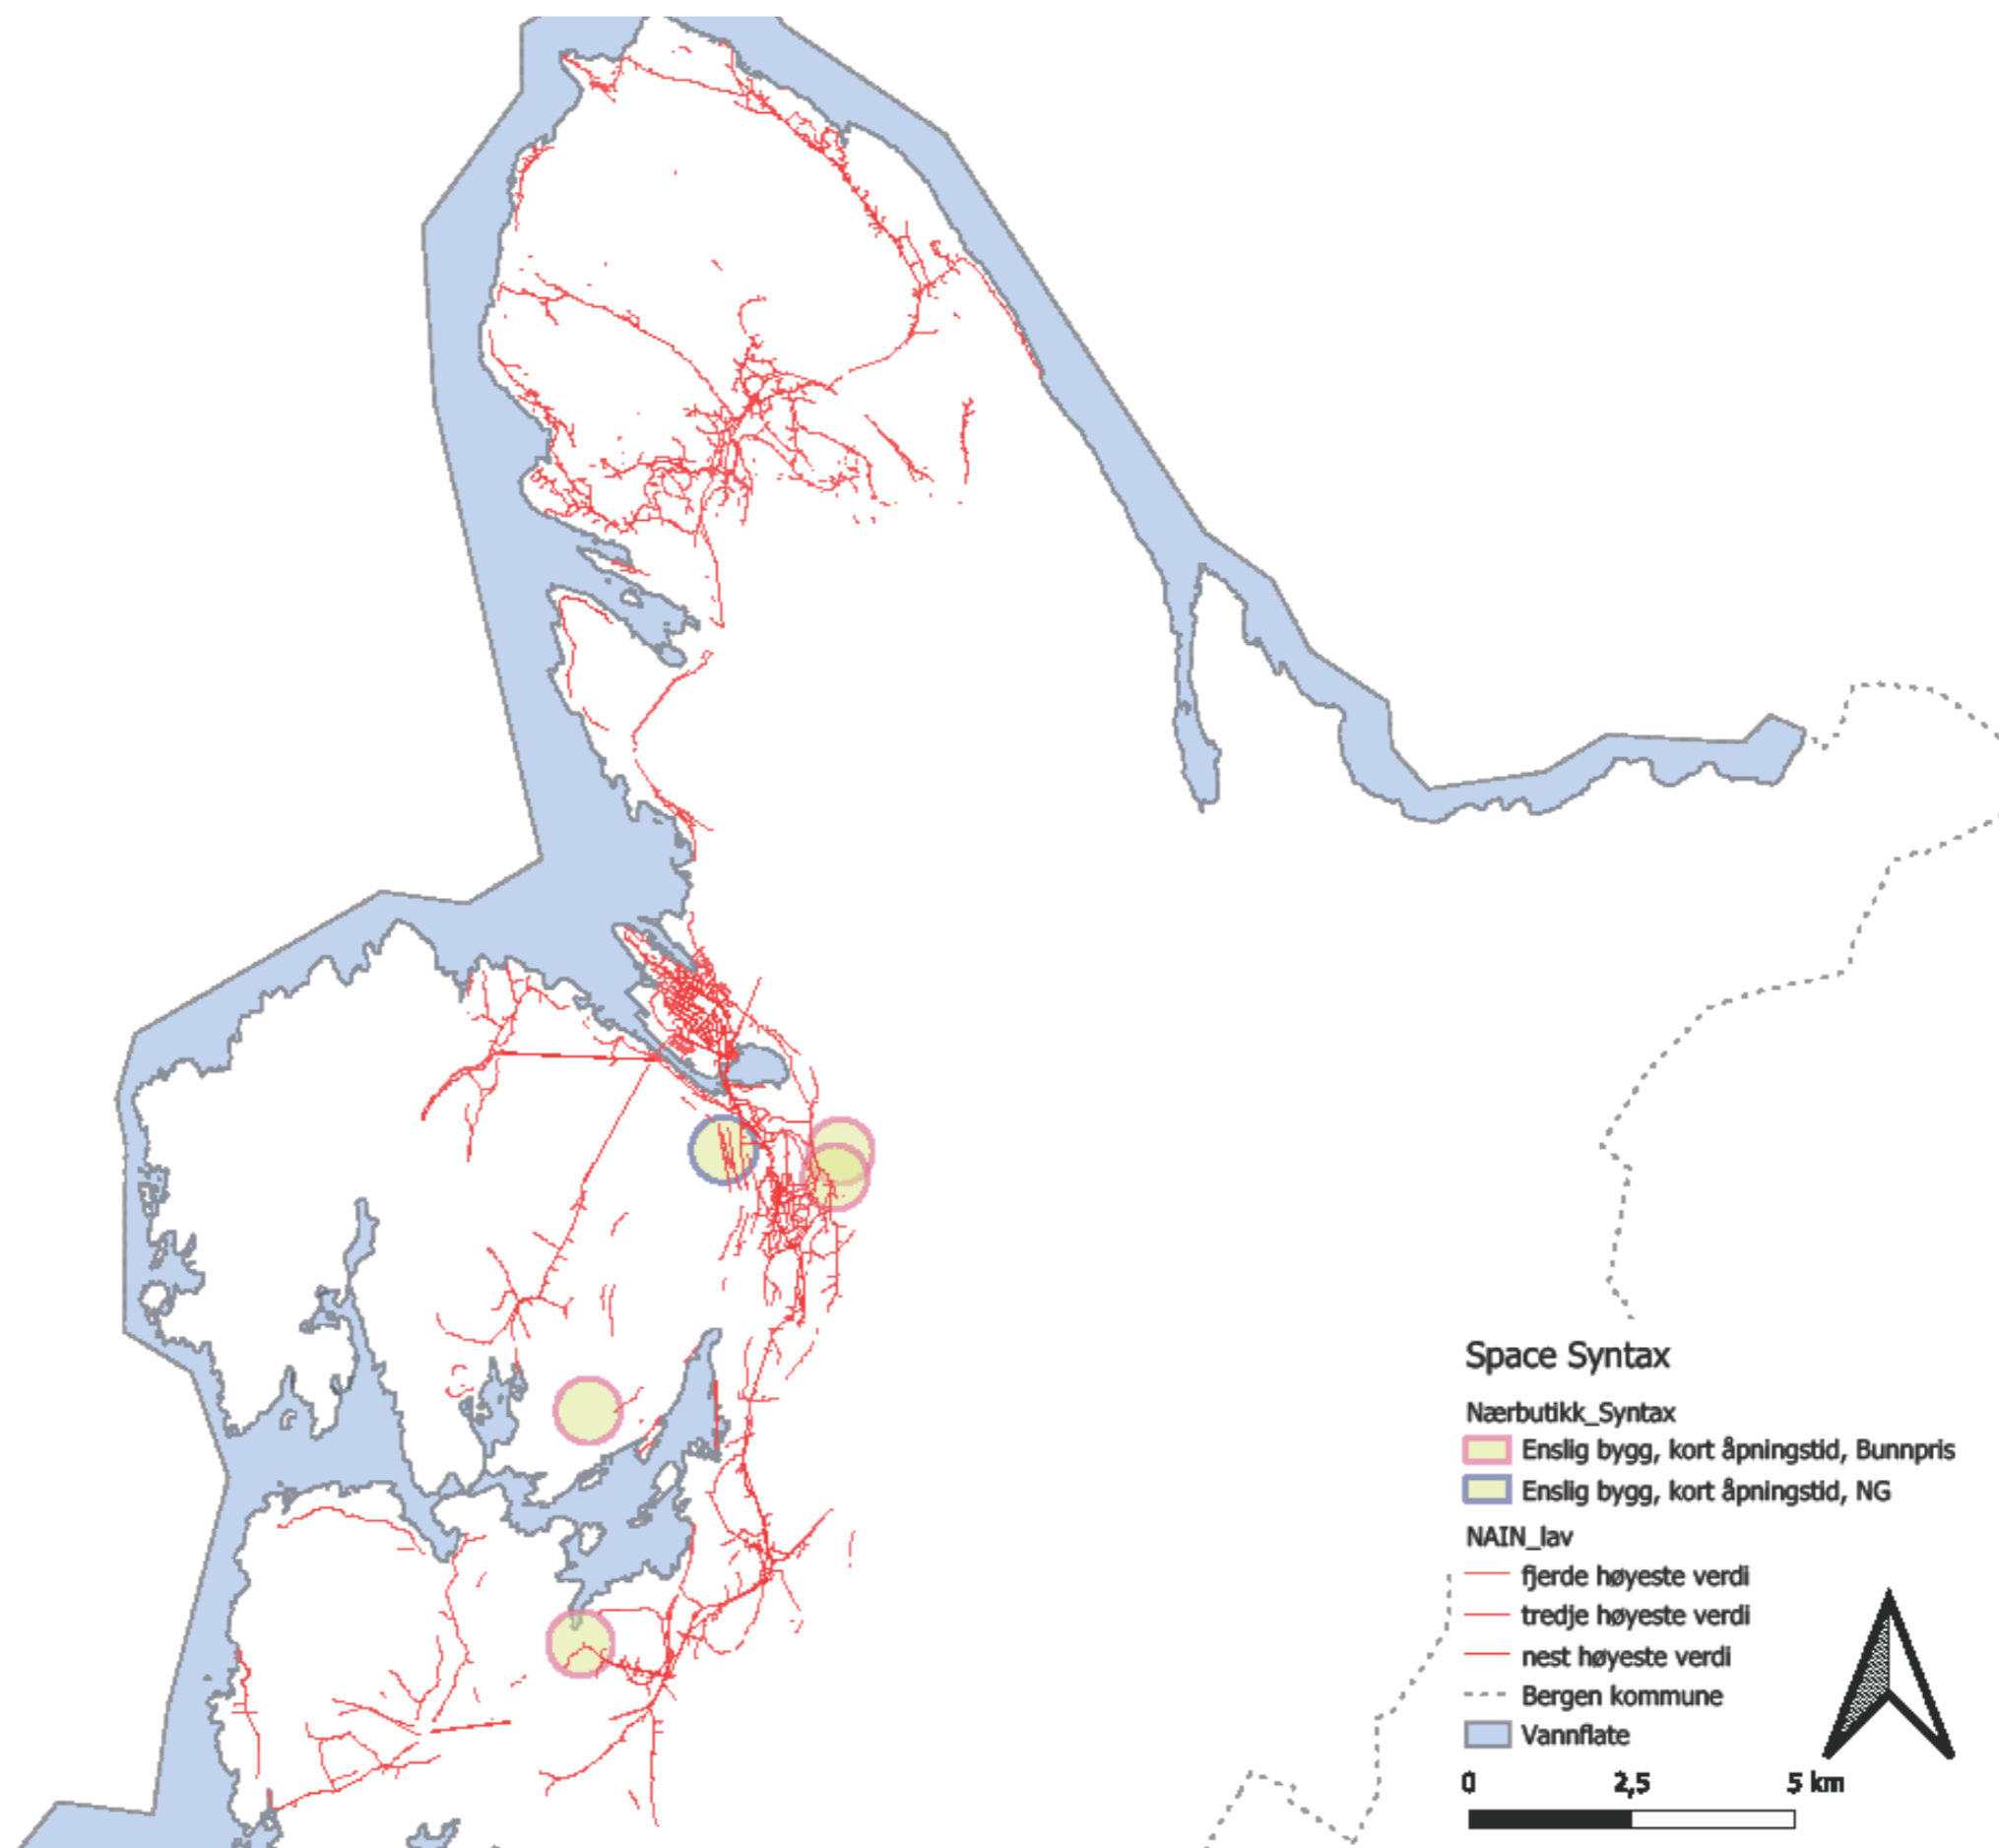 Space Syntax
Nærbutikk_Syntax
Enslig bygg, kort åpningstid, Bunnpris
Enslig bygg, kort åpningstid, NG
NAIN_lav
fjerde høyeste verdi
tredje høyeste verdi
nest høyeste verdi
Bergen kommune
Vannflate
0 2,5 5 km